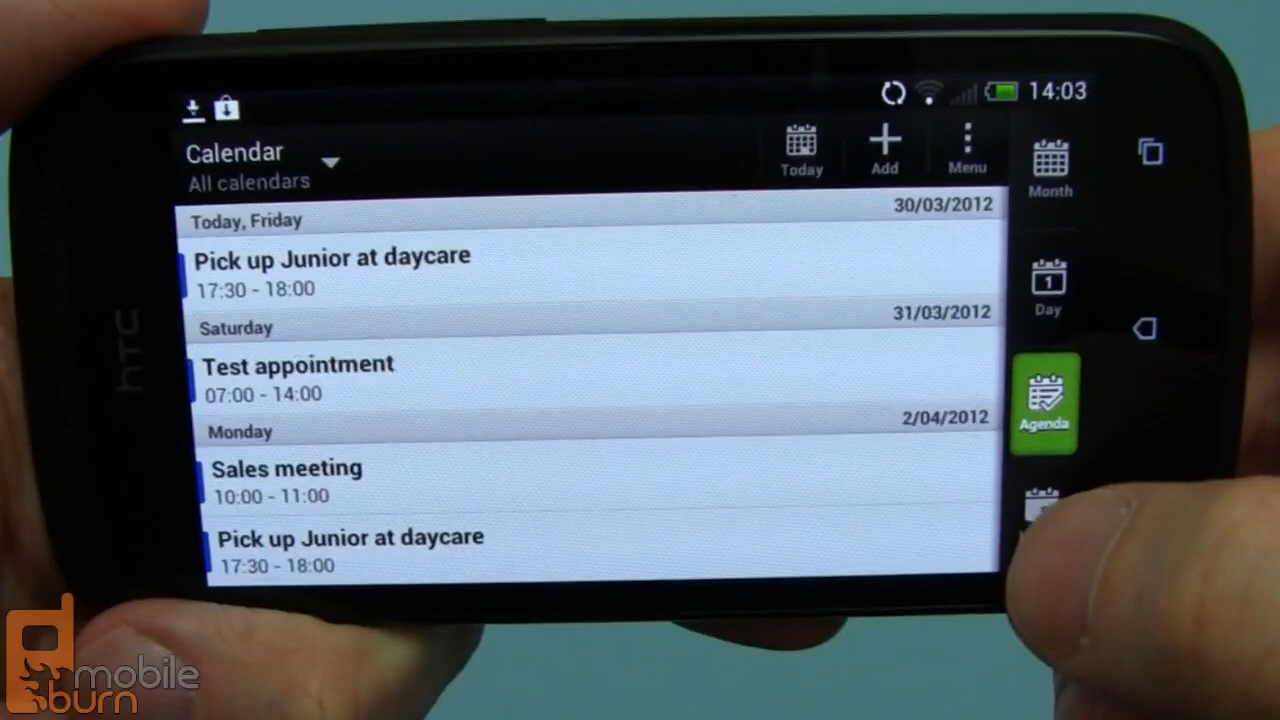 14:03
Calendar
All calendars
Today
Add
Menu
Month
Today, Friday
30/03/2012
Pick up Junior at daycare
17:30 - 18:00
1
Day
Saturday
31/03/2012
Test appointment
07:00 - 14:00
Agenda
Monday
2/04/2012
Sales meeting
10:00 - 11:00
Pick up Junior at daycare
17:30 - 18:00
hTC
mobile
burn